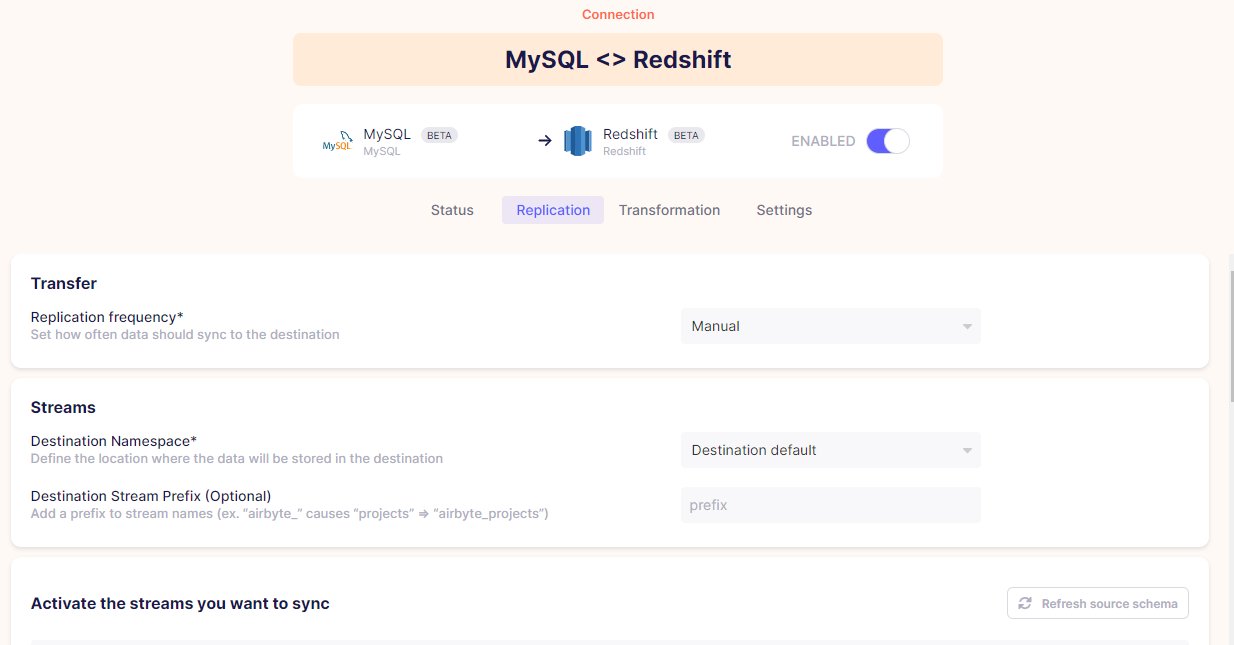 Connection
MySQL <> Redshift
MySQL
MySQL BETA
MySQL
Redshift BETA
Redshift
ENABLED
Status Replication Transformation Settings
Transfer
Replication frequency*
Set how often data should sync to the destination
Manual
Streams
Destination Namespace*
Define the location where the data will be stored in the destination
Destination default
Destination Stream Prefix (Optional)
Add a prefix to stream names (ex. “airbyte_” causes “projects” => “airbyte_projects”)
prefix
Activate the streams you want to sync
Refresh source schema